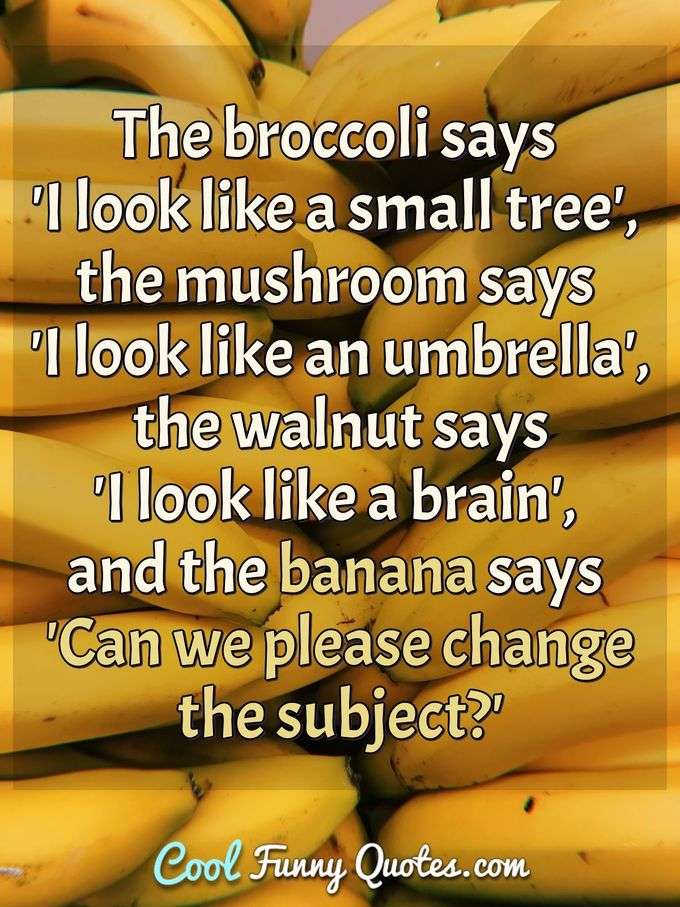 The broccoli says
'I look like a small tree',
the mushroom says
'I look like an umbrella',
the walnut says
'I look like a brain',
and the banana says
'Can we please change
the subject?'
Cool Funny Quotes.com